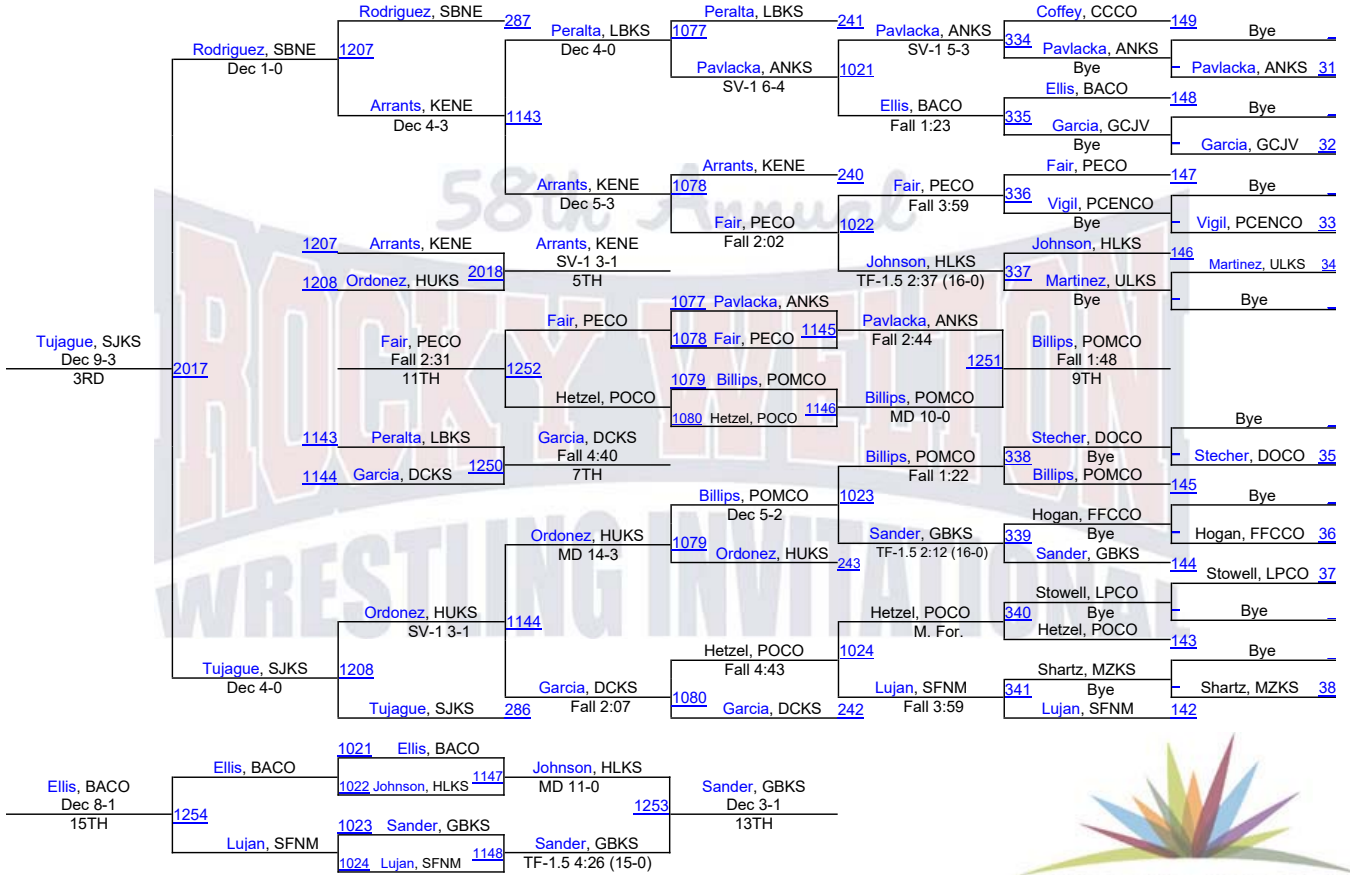 Rodriguez, SBNE 287
Peralta, LBKS 241
Coffey, CCCO 149
Bye
Rodriguez, SBNE 1207
Dec 1-0
Peralta, LBKS 1077
Dec 4-0
Pavlacka, ANKS 334
SV-1 5-3
Pavlacka, ANKS
Bye
Pavlacka, ANKS 31
Pavlacka, ANKS 1021
SV-1 6-4
Arrants, KENE 1143
Dec 4-3
Ellis, BACO 335
Fall 1:23
Ellis, BACO 148
Bye
Garcia, GCJV
Bye
Garcia, GCJV 32
58th Annual
Arrants, KENE 1078
Dec 5-3
Arrants, KENE 240
Fair, PECO 336
Fall 3:59
Fair, PECO 147
Bye
Vigil, PCENCO
Bye
Vigil, PCENCO 33
Fair, PECO 1022
Fall 2:02
1207 Arrants, KENE
1208 Ordonez, HUKS 2018
Arrants, KENE
SV-1 3-1
5TH
Johnson, HLKS 337
TF-1.5 2:37 (16-0)
Johnson, HLKS 146
Martinez, ULKS
Bye
Martinez, ULKS 34
Bye
Tujague, SJKS
Dec 9-3
3RD
2017
Fair, PECO
Fall 2:31
11TH
Fair, PECO
1252
Hetzel, POCO
1077 Pavlacka, ANKS
1078 Fair, PECO 1145
Pavlacka, ANKS
Fall 2:44
1079 Billips, POMCO
1080 Hetzel, POCO 1146
Billips, POMCO
MD 10-0
1251
Billips, POMCO
Fall 1:48
9TH
ROCKY WELTON
1143 Peralta, LBKS
1144 Garcia, DCKS 1250
Garcia, DCKS
Fall 4:40
7TH
Billips, POMCO 338
Fall 1:22
Stecher, DOCO
Bye
Billips, POMCO 145
Bye
Stecher, DOCO 35
Billips, POMCO 1023
Dec 5-2
Ordonez, HUKS 1079
MD 14-3
Ordonez, HUKS 243
Sander, GBKS 339
TF-1.5 2:12 (16-0)
Hogan, FFCCO
Bye
Sander, GBKS 144
Bye
Hogan, FFCCO 36
WRESTLING INVITATIONAL
Ordonez, HUKS 1144
SV-1 3-1
Hetzel, POCO 340
M. For.
Stowell, LPCO
Bye
Hetzel, POCO 143
Stowell, LPCO 37
Bye
Hetzel, POCO 1024
Fall 4:43
Tujague, SJKS 1208
Dec 4-0
Tujague, SJKS 286
Garcia, DCKS 1080
Fall 2:07
Garcia, DCKS 242
Lujan, SFNM 341
Fall 3:59
Shartz, MZKS
Bye
Lujan, SFNM 142
Bye
Shartz, MZKS 38
Ellis, BACO
Dec 8-1
15TH
Ellis, BACO
1254
Lujan, SFNM
1021 Ellis, BACO
1022 Johnson, HLKS 1147
Johnson, HLKS
MD 11-0
1023 Sander, GBKS
1024 Lujan, SFNM 1148
Sander, GBKS
TF-1.5 4:26 (15-0)
1253
Sander, GBKS
Dec 3-1
13TH